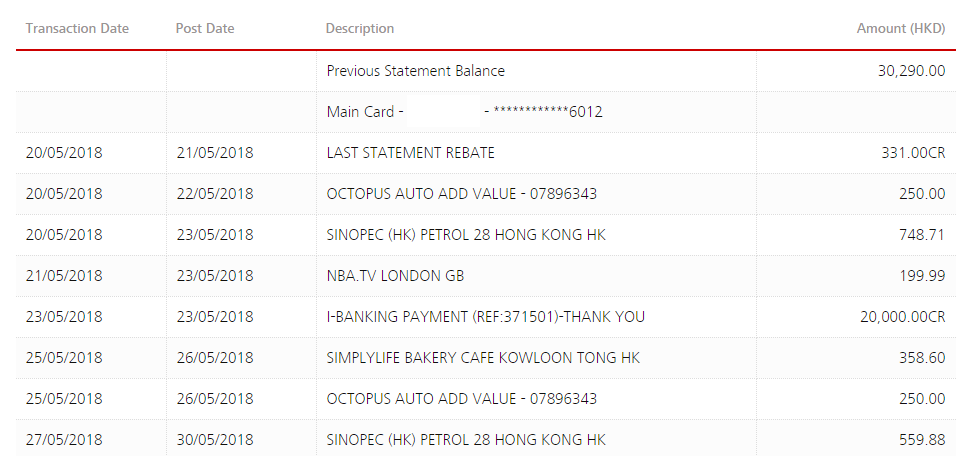 Transaction Date Post Date Description Amount (HKD)
Previous Statement Balance 30,290.00
Main Card - - ************6012
20/05/2018 21/05/2018 LAST STATEMENT REBATE 331.00CR
20/05/2018 22/05/2018 OCTOPUS AUTO ADD VALUE - 07896343 250.00
20/05/2018 23/05/2018 SINOPEC (HK) PETROL 28 HONG KONG HK 748.71
21/05/2018 23/05/2018 NBA.TV LONDON GB 199.99
23/05/2018 23/05/2018 I-BANKING PAYMENT (REF:371501)-THANK YOU 20,000.00CR
25/05/2018 26/05/2018 SIMPLYLIFE BAKERY CAFE KOWLOON TONG HK 358.60
25/05/2018 26/05/2018 OCTOPUS AUTO ADD VALUE - 07896343 250.00
27/05/2018 30/05/2018 SINOPEC (HK) PETROL 28 HONG KONG HK 559.88